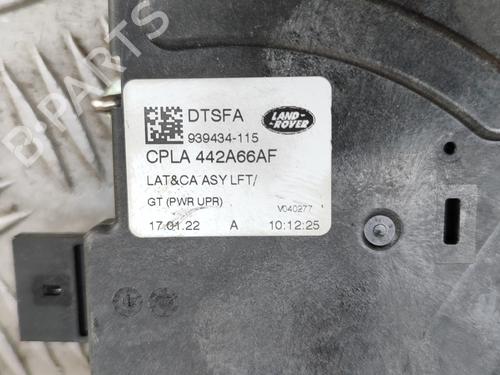 B-PARTS
DTSFA
LAND-
ROVER
939434-115
CPLA 442A66AF
LAT&CA ASY LFT/
GT (PWR UPR)
V040277
17.01.22 A 10:12:25